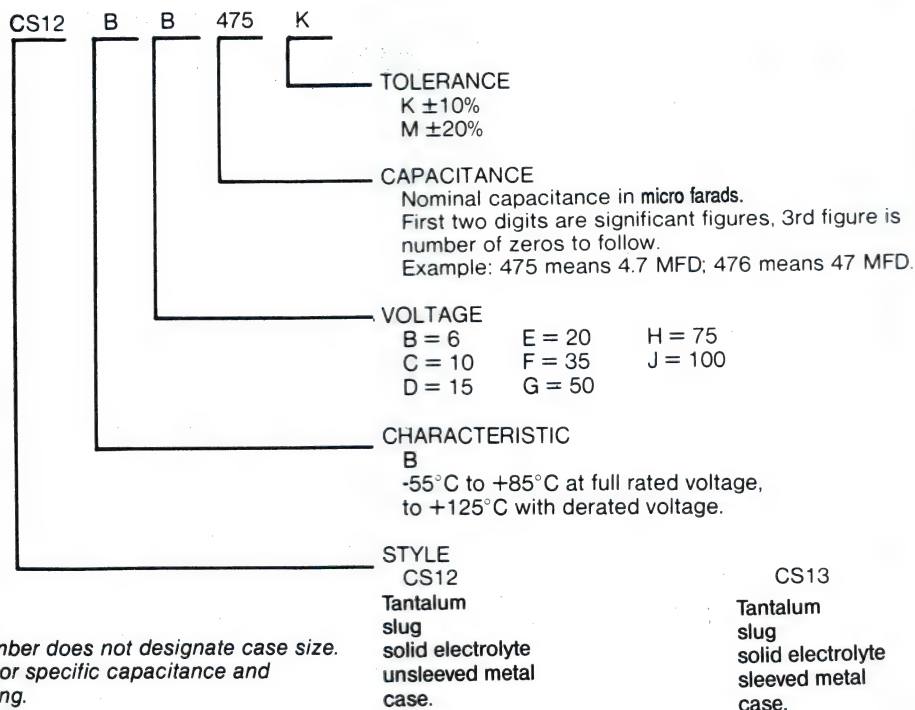 CS12 B B 475 K
TOLERANCE
K ±10%
M ±20%
CAPACITANCE
Nominal capacitance in micro farads.
First two digits are significant figures, 3rd figure is
number of zeros to follow.
Example: 475 means 4.7 MFD; 476 means 47 MFD.
VOLTAGE
B = 6 E = 20 H = 75
C = 10 F = 35 J = 100
D = 15 G = 50
CHARACTERISTIC
B
-55°C to +85°C at full rated voltage,
to +125°C with derated voltage.
STYLE
CS12
Tantalum
slug
solid electrolyte
unsleeved metal
case.
CS13
Tantalum
slug
solid electrolyte
sleeved metal
case.
does not designate case size.
or specific capacitance and